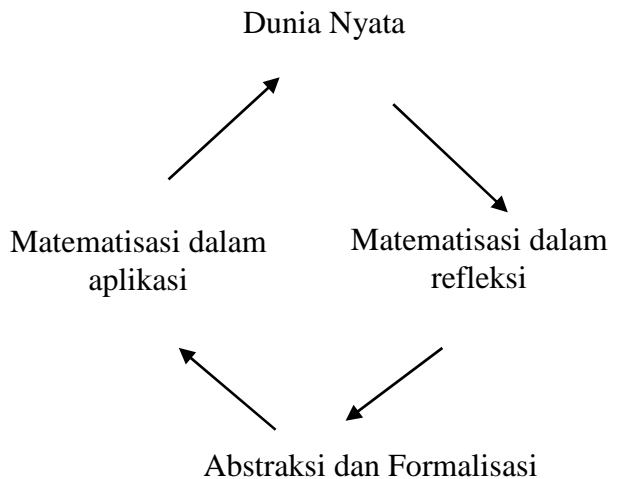 Dunia Nyata
Matematisasi dalam
aplikasi
Matematisasi dalam
refleksi
Abstraksi dan Formalisasi